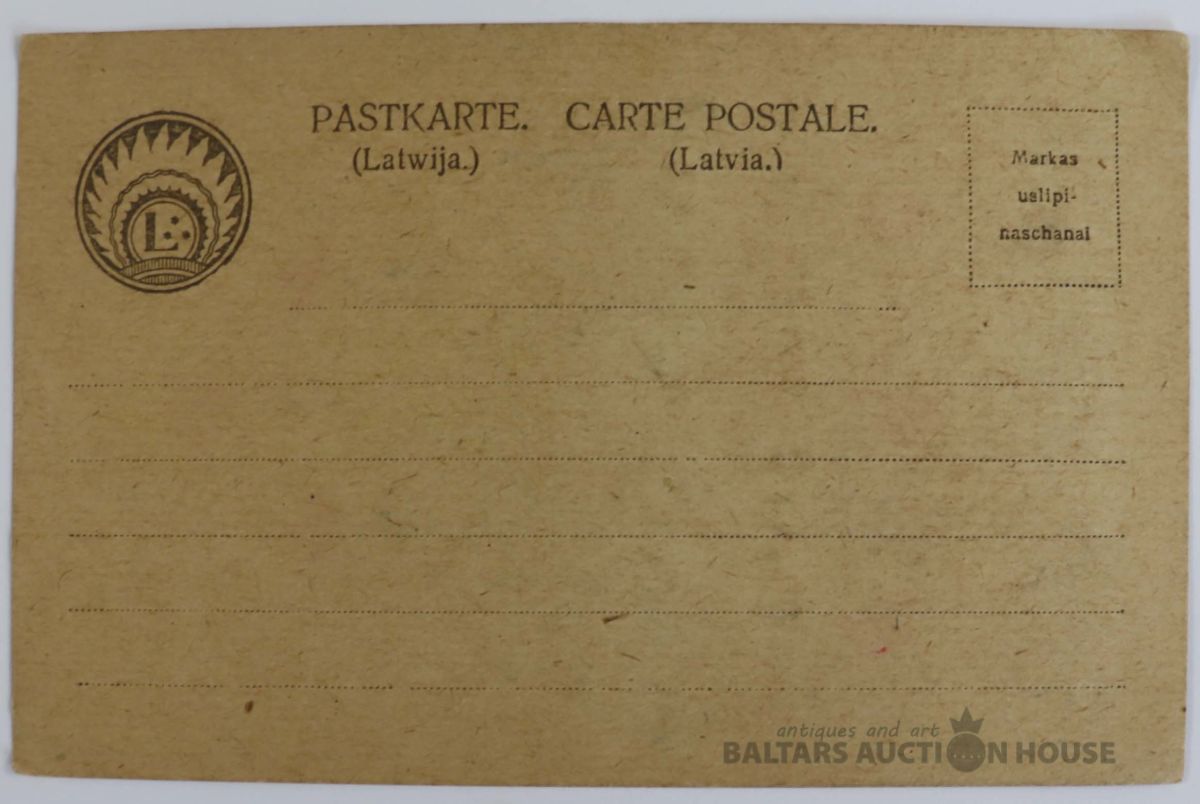 PASTKARTE. CARTE POSTALE.
(Latwija.) (Latvia.)
L
Markas
uslipi-
naschanai
antiques and art
BALTARS AUCTION HOUSE